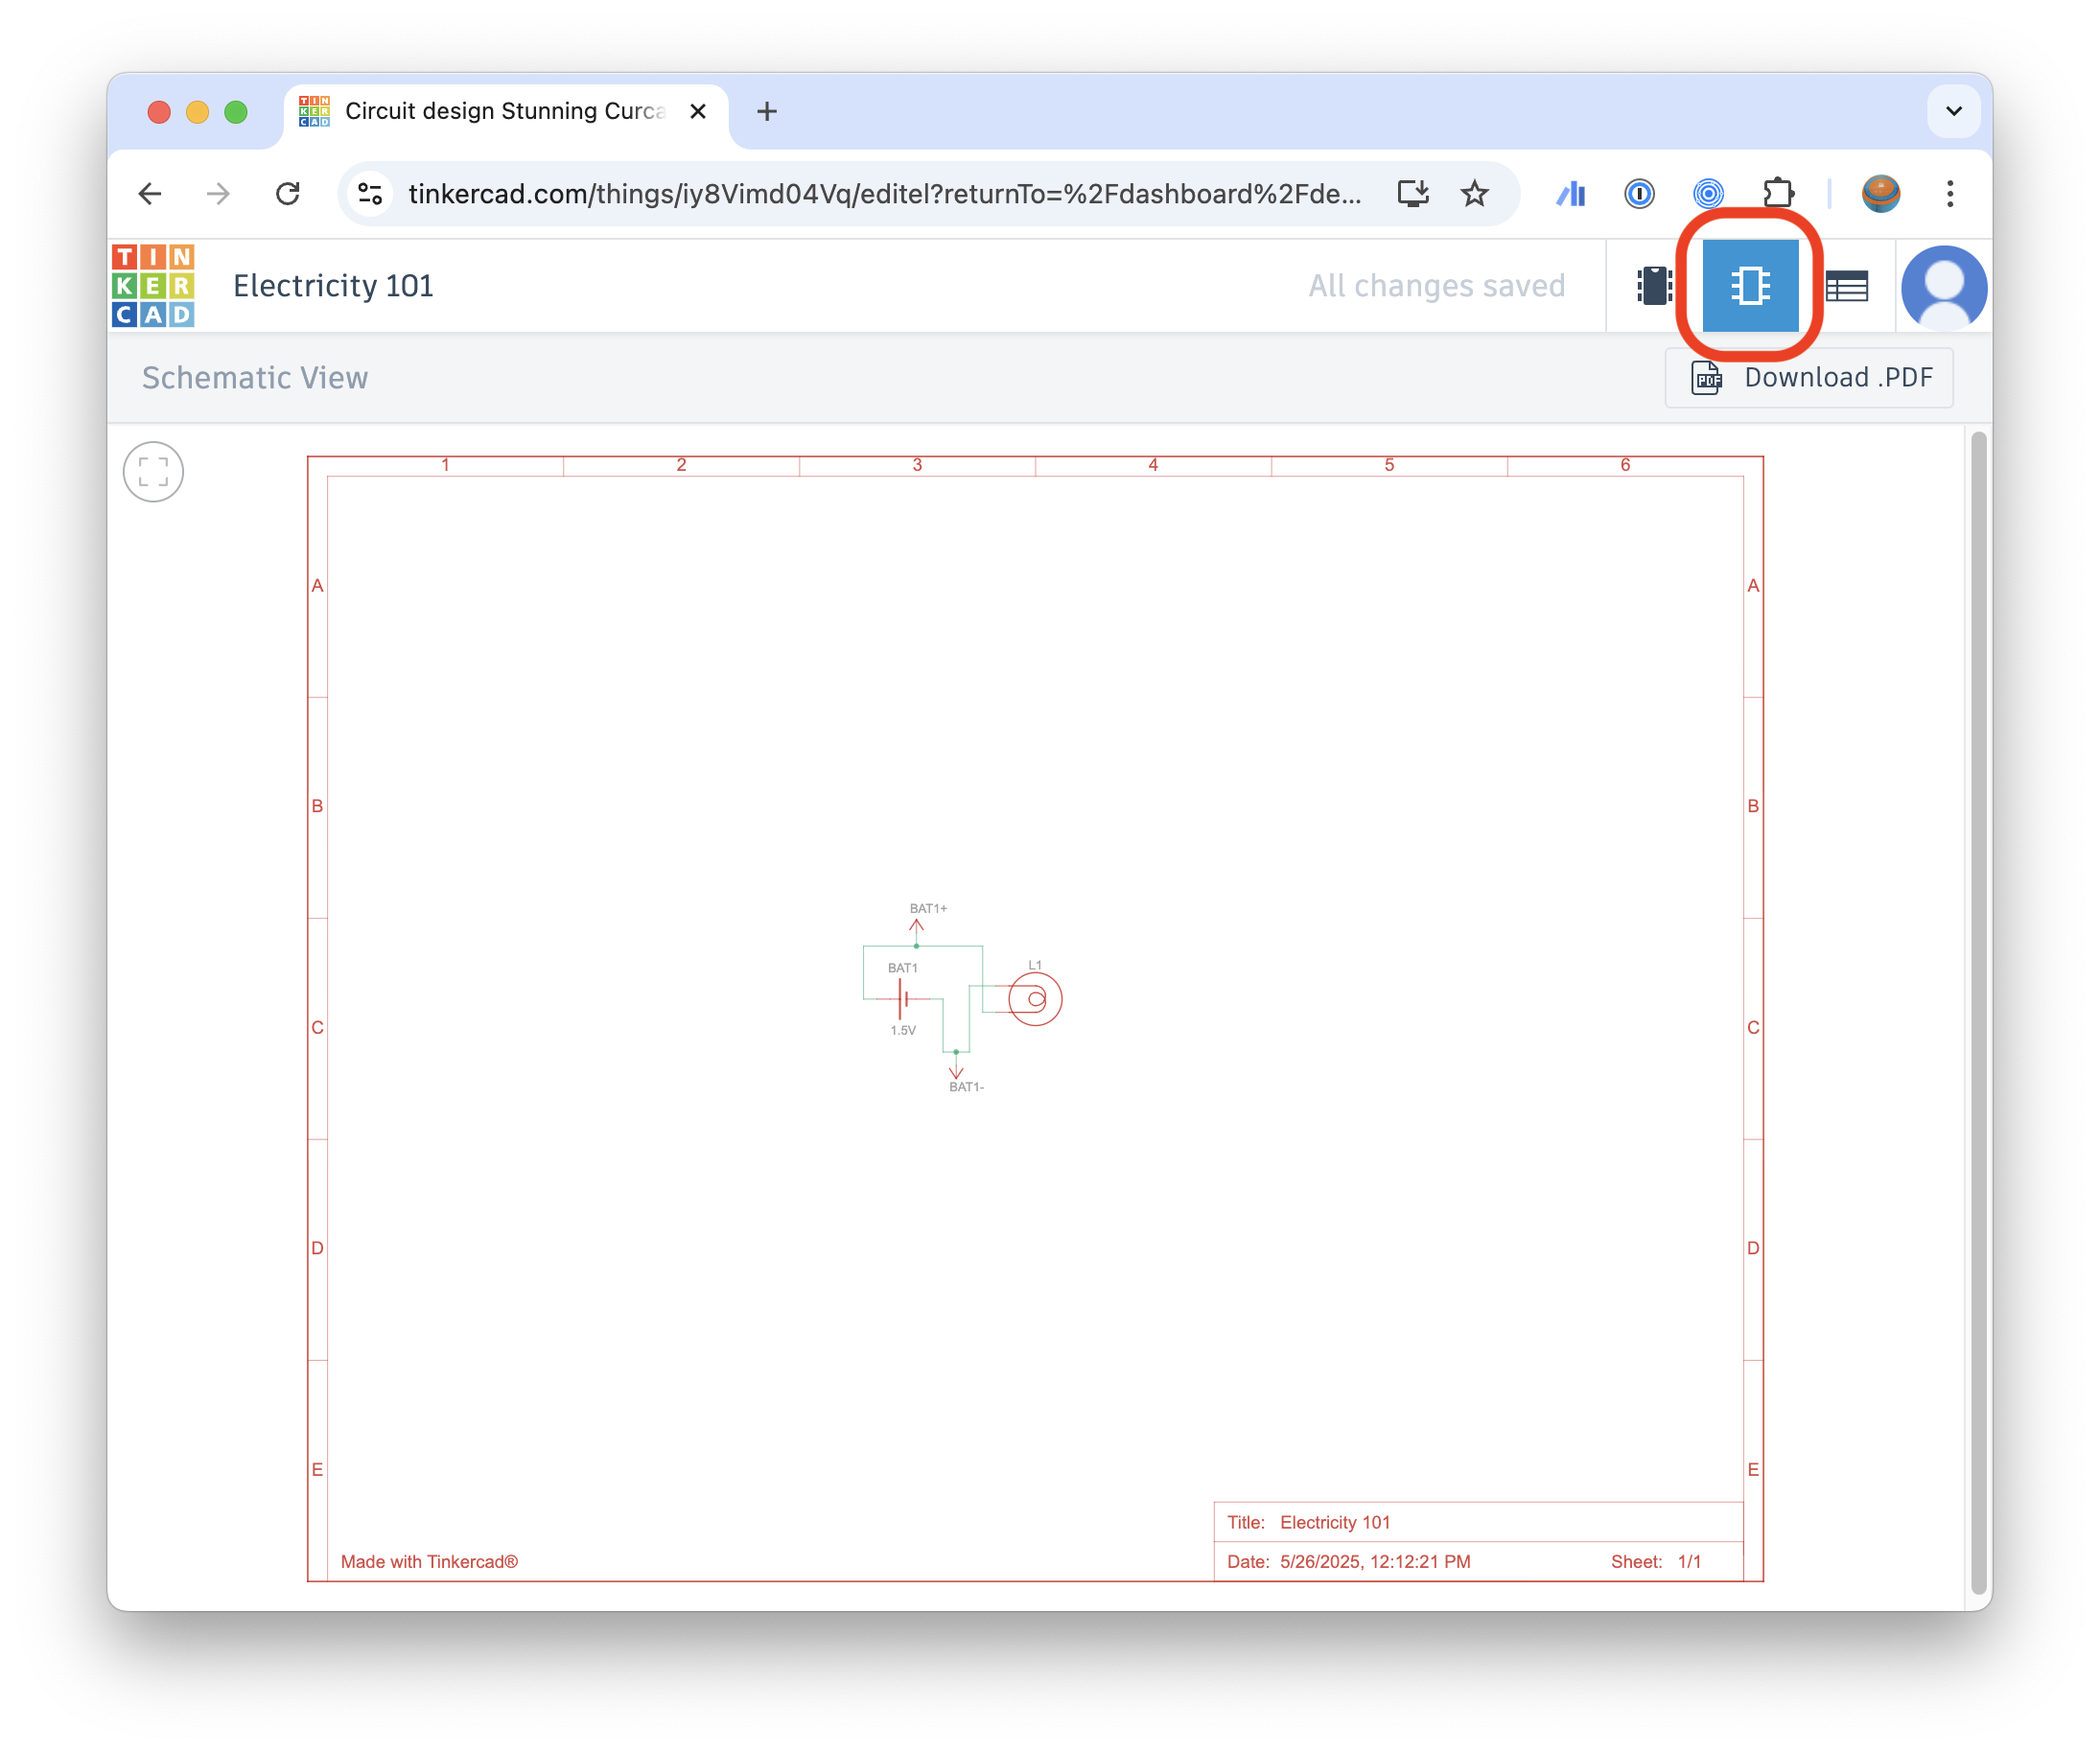 Circuit design Stunning Curca
tinkercad.com/things/iy8Vimd04Vq/editel?returnTo=%2Fdashboard%2Fde...
TIN
KER
CAD
Electricity 101
All changes saved
Schematic View
PDF
Download .PDF
1 2 3 4 5 6
A A
B B
BAT1+
BAT1
L1
C C
1.5V
BAT1-
D D
E E
Title: Electricity 101
Made with Tinkercad®
Date: 5/26/2025, 12:12:21 PM Sheet: 1/1